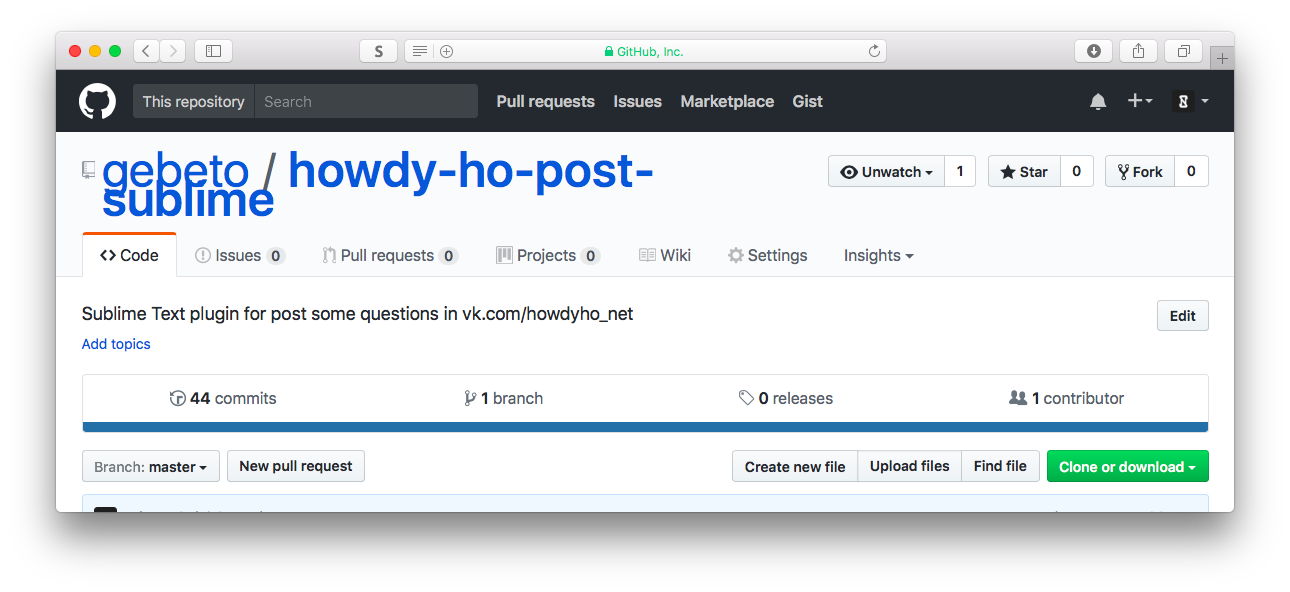 S GitHub, Inc.
This repository Search Pull requests Issues Marketplace Gist
gebeto / howdy-ho-post-
sublime
Unwatch 1 Star 0 Fork 0
Code Issues 0 Pull requests 0 Projects 0 Wiki Settings Insights
Sublime Text plugin for post some questions in vk.com/howdyho_net
Edit
Add topics
44 commits 1 branch 0 releases 1 contributor
Branch: master New pull request Create new file Upload files Find file Clone or download